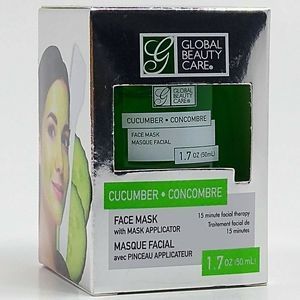 GLOBAL
BEAUTY
CARE®
GLOBAL
BEAUTY
CARE
CUCUMBER • CONCOMBRE
FACE MASK
MASQUE FACIAL
1.7 OZ (50 mL)
CUCUMBER • CONCOMBRE
FACE MASK
with MASK APPLICATOR
MASQUE FACIAL
avec PINCEAU APPLICATEUR
15 minute facial therapy
Traitement facial de
15 minutes
1.7 OZ (50 mL)